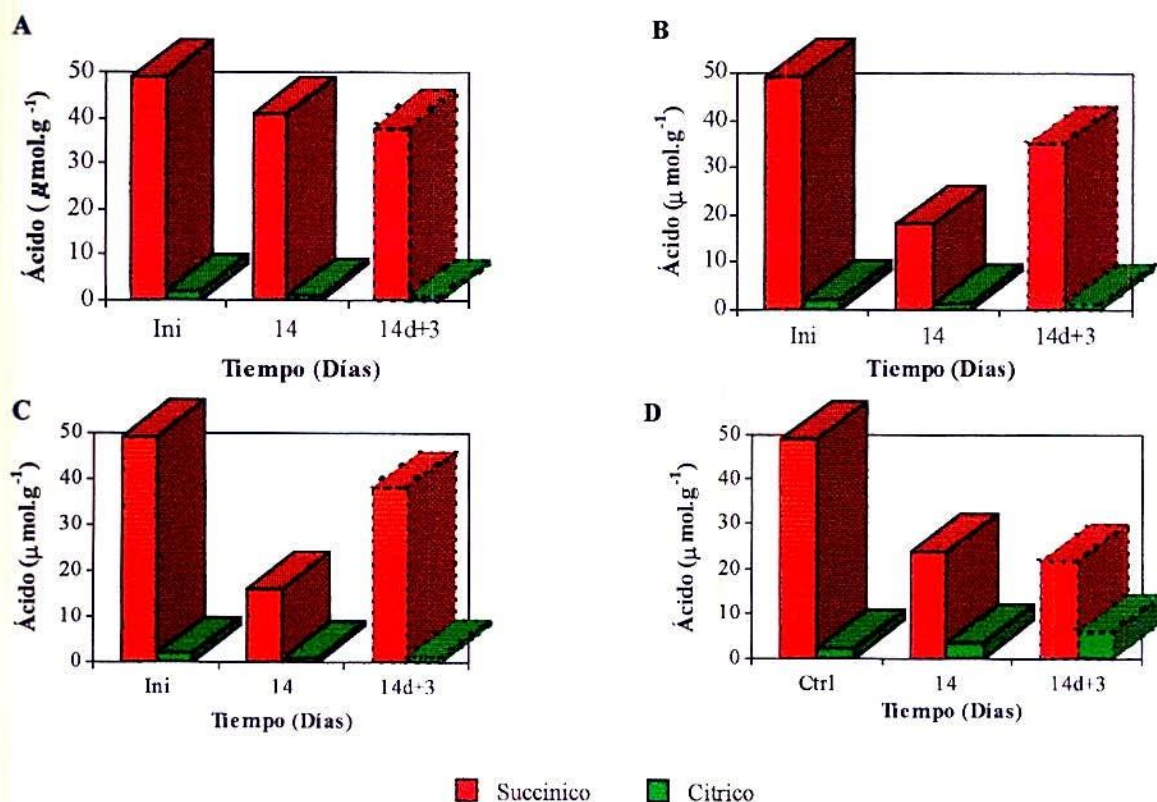 A
Ácido (μmol.g⁻¹)
50
40
30
20
10
0
Ini 14 14d+3
Tiempo (Días)
B
Ácido (μ mol.g⁻¹)
50
40
30
20
10
0
Ini 14 14d+3
Tiempo (Días)
C
Ácido (μ mol.g⁻¹)
50
40
30
20
10
0
Ini 14 14d+3
Tiempo (Días)
D
Ácido (μ mol.g⁻¹)
50
40
30
20
10
0
Ctrl 14 14d+3
Tiempo (Días)
Succinico Citrico